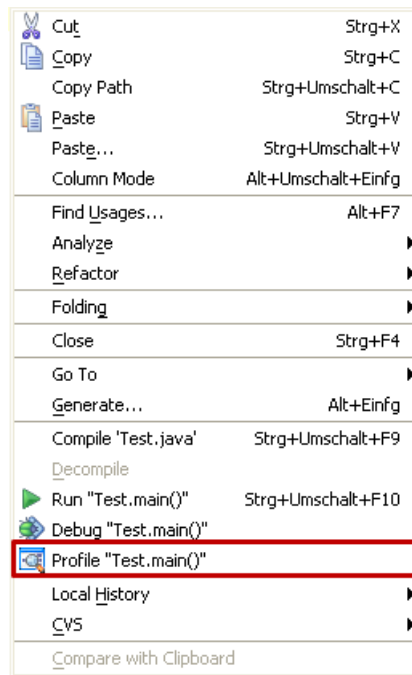 Cut Strg+X
Copy Strg+C
Copy Path Strg+Umschalt+C
Paste Strg+V
Paste... Strg+Umschalt+V
Column Mode Alt+Umschalt+Einfg
Find Usages... Alt+F7
Analyze
Refactor
Folding
Close Strg+F4
Go To
Generate... Alt+Einfg
Compile 'Test.java' Strg+Umschalt+F9
Decompile
Run "Test.main()" Strg+Umschalt+F10
Debug "Test.main()"
Profile "Test.main()"
Local History
CVS
Compare with Clipboard